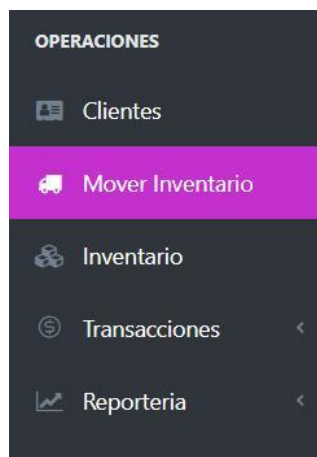 OPERACIONES
Clientes
Mover Inventario
Inventario
Transacciones
Reporteria